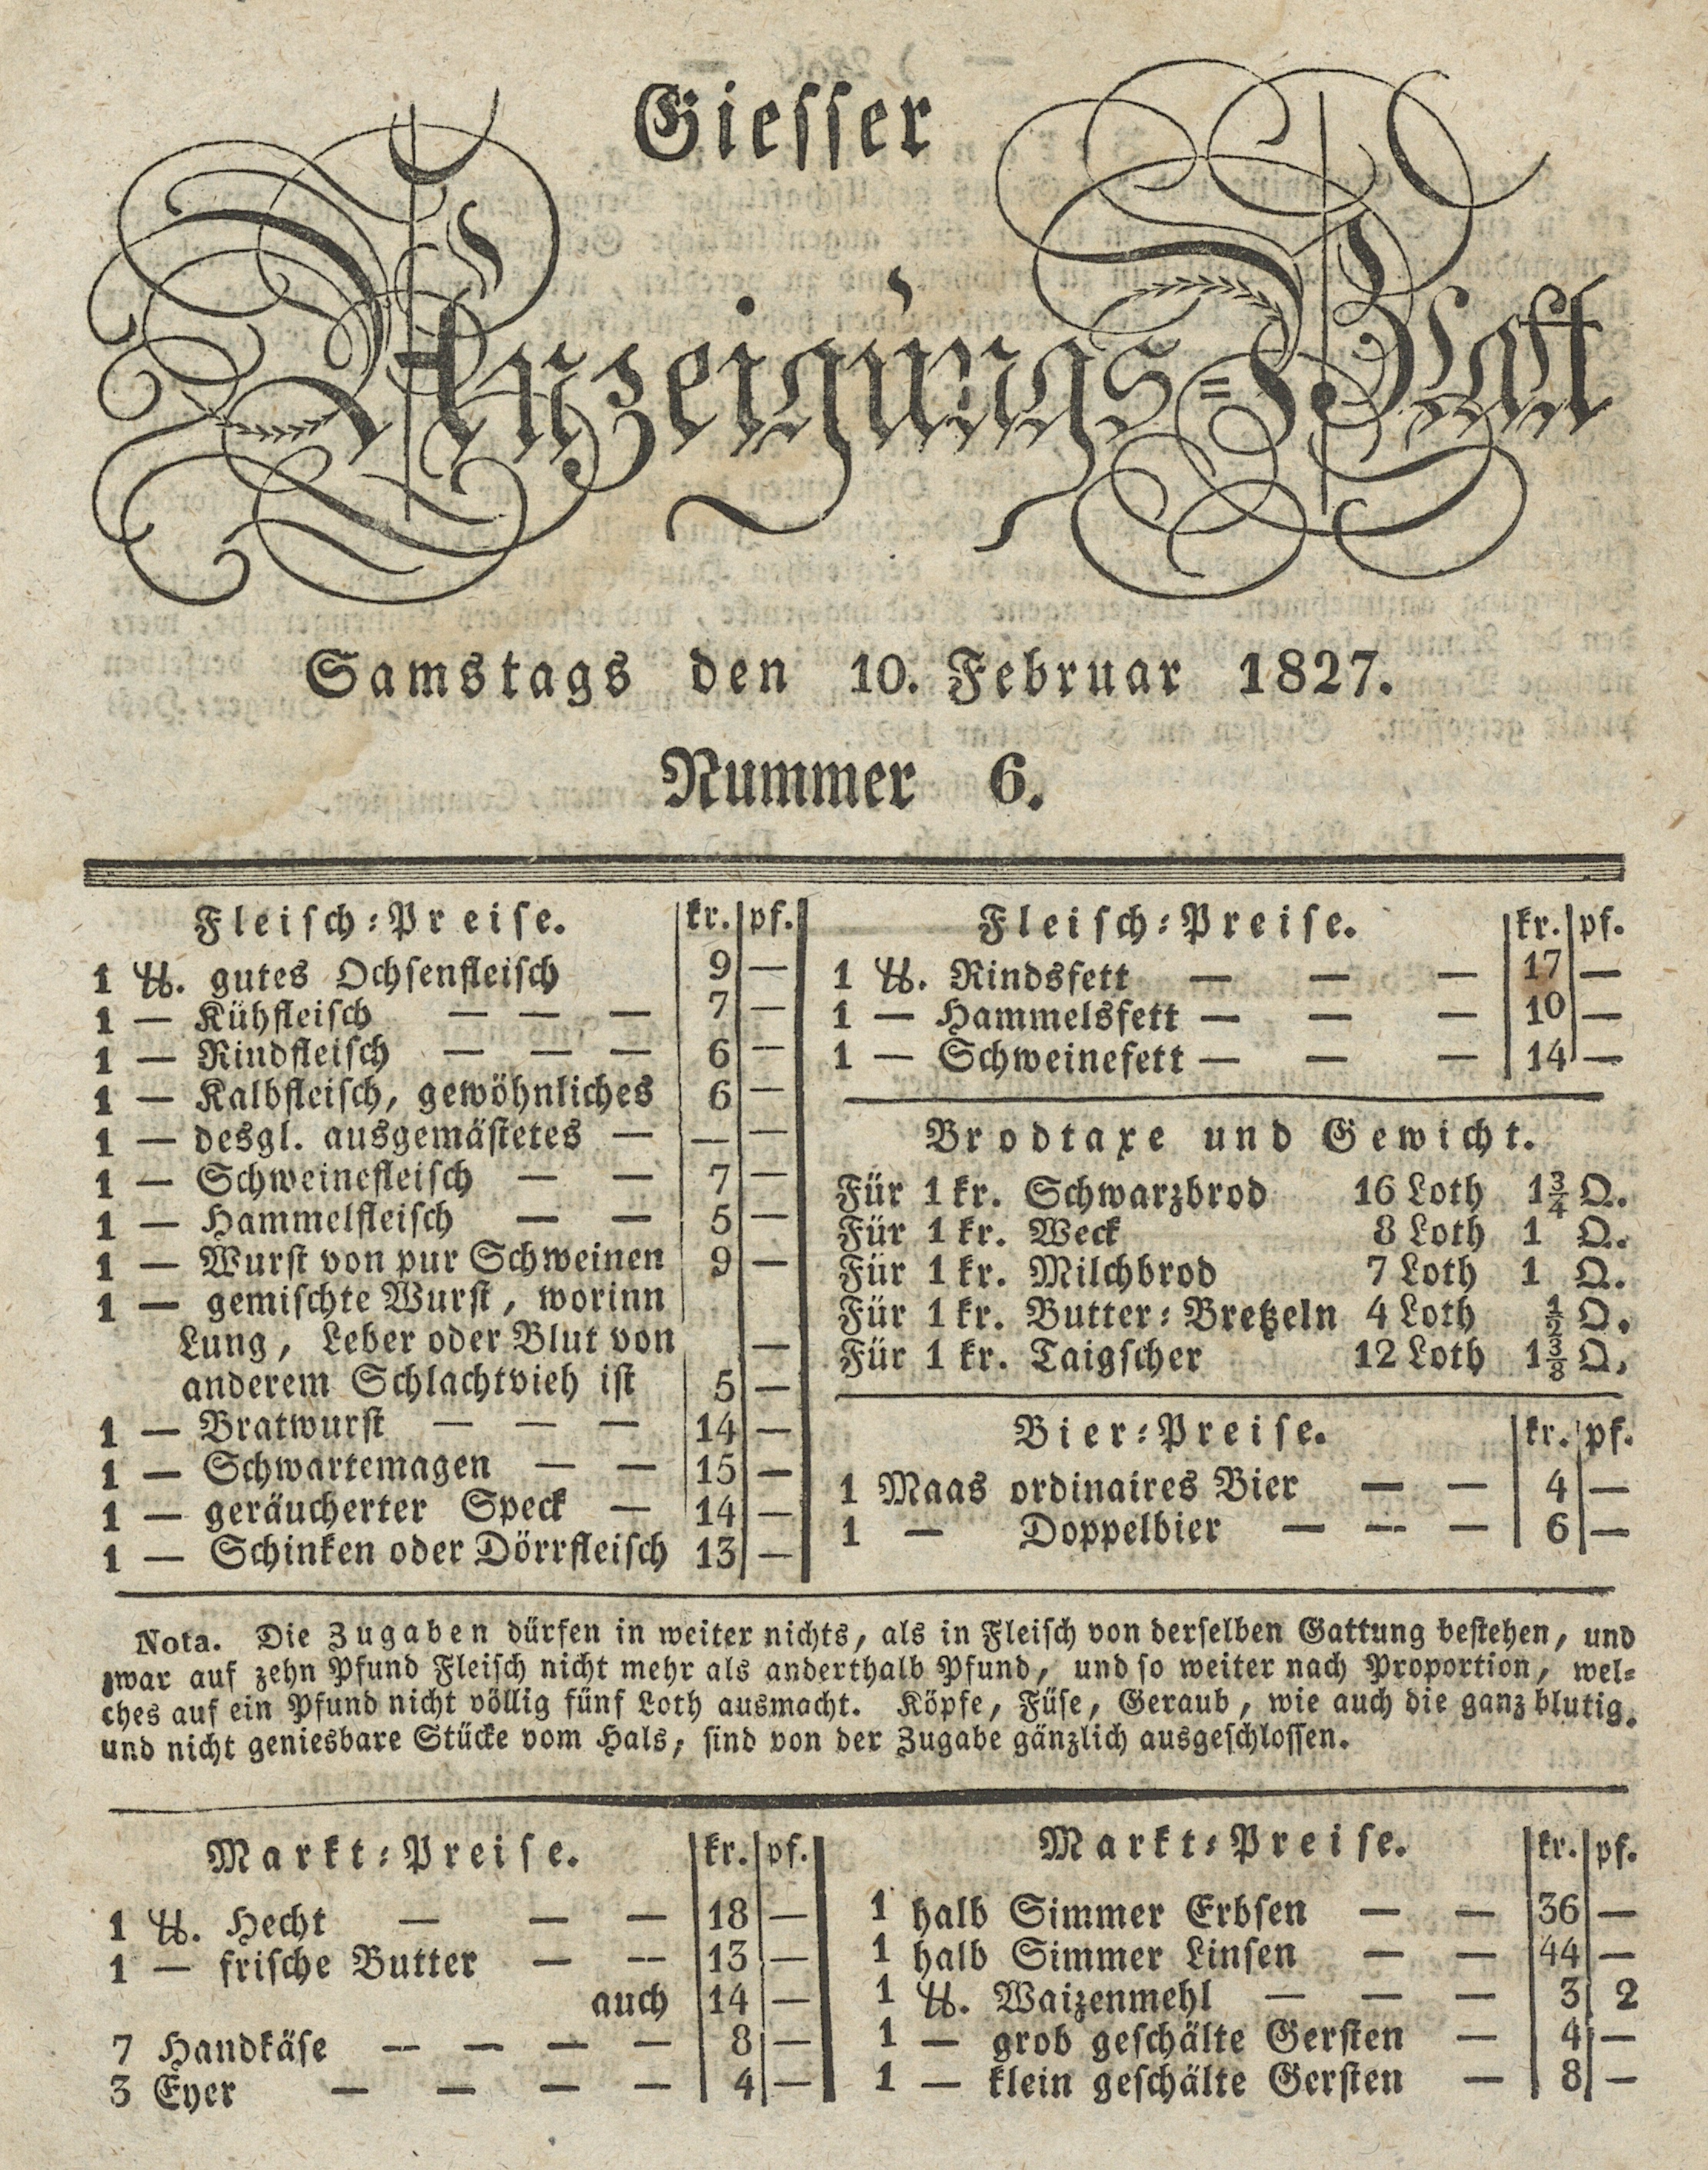 Giesser
Anzeigungs-Blatt
Samstags den 10. Februar 1827.
Nummer 6.
Fleisch-Preise. kr. pf.
1 ℔. gutes Ochsenfleisch 9 —
1 — Kühfleisch — — — 7 —
1 — Rindfleisch — — — 6 —
1 — Kalbfleisch, gewöhnliches 6 —
1 — desgl. ausgemästetes — — —
1 — Schweinefleisch — — 7 —
1 — Hammelfleisch — — 5 —
1 — Wurst von pur Schweinen 9 —
1 — gemischte Wurst, worinn
Lung, Leber oder Blut von —
anderem Schlachtvieh ist 5 —
1 — Bratwurst — — — 14 —
1 — Schwartemagen — — 15 —
1 — geräucherter Speck — 14 —
1 — Schinken oder Dörrfleisch 13 —
Fleisch-Preise. kr. pf.
1 ℔. Rindsfett — — — 17 —
1 — Hammelsfett — — — 10 —
1 — Schweinefett — — — 14 —
Brodtaxe und Gewicht.
Für 1 kr. Schwarzbrod 16 Loth 1¾ Q.
Für 1 kr. Weck 8 Loth 1 Q.
Für 1 kr. Milchbrod 7 Loth 1 Q.
Für 1 kr. Butter-Bretzeln 4 Loth ½ Q.
Für 1 kr. Taigscher 12 Loth 1⅜ Q.
Bier-Preise. kr. pf.
1 Maas ordinaires Bier — — 4 —
1 — Doppelbier — — — 6 —
Nota. Die Zugaben dürfen in weiter nichts, als in Fleisch von derselben Gattung bestehen, und
zwar auf zehn Pfund Fleisch nicht mehr als anderthalb Pfund, und so weiter nach Proportion, wel-
ches auf ein Pfund nicht völlig fünf Loth ausmacht. Köpfe, Füse, Geraub, wie auch die ganz blutig.
und nicht geniesbare Stücke vom Hals, sind von der Zugabe gänzlich ausgeschlossen.
Markt-Preise. kr. pf.
1 ℔. Hecht — — — 18 —
1 — frische Butter — — 13 —
auch 14 —
7 Handkäse — — — — 8 —
3 Eyer — — — — 4 —
Markt-Preise. kr. pf.
1 halb Simmer Erbsen — — 36 —
1 halb Simmer Linsen — — 44 —
1 ℔. Waizenmehl — — — 3 2
1 — grob geschälte Gersten — 4 —
1 — klein geschälte Gersten — 8 —